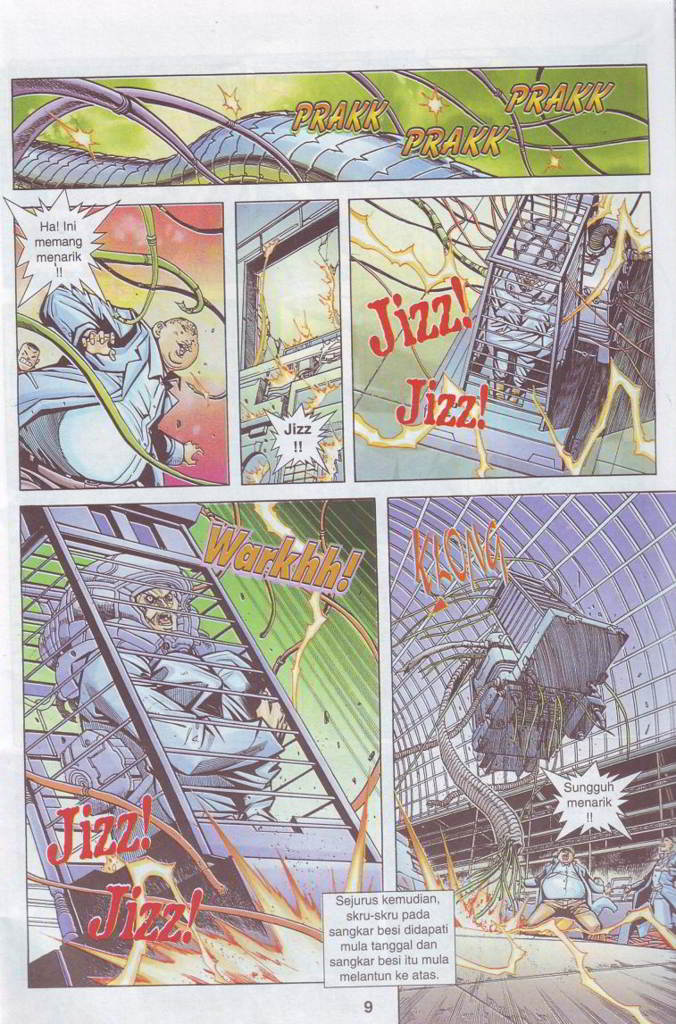 PRAKK
PRAKK
PRAKK
Ha! Ini
memang
menarik
!!
Jizz
!!
Jizz!
Jizz!
Warkhh!
Jizz!
Jizz!
KLONG
Sungguh
menarik
!!
Sejurus kemudian,
skru-skru pada
sangkar besi didapati
mula tanggal dan
sangkar besi itu mula
melantun ke atas.
9